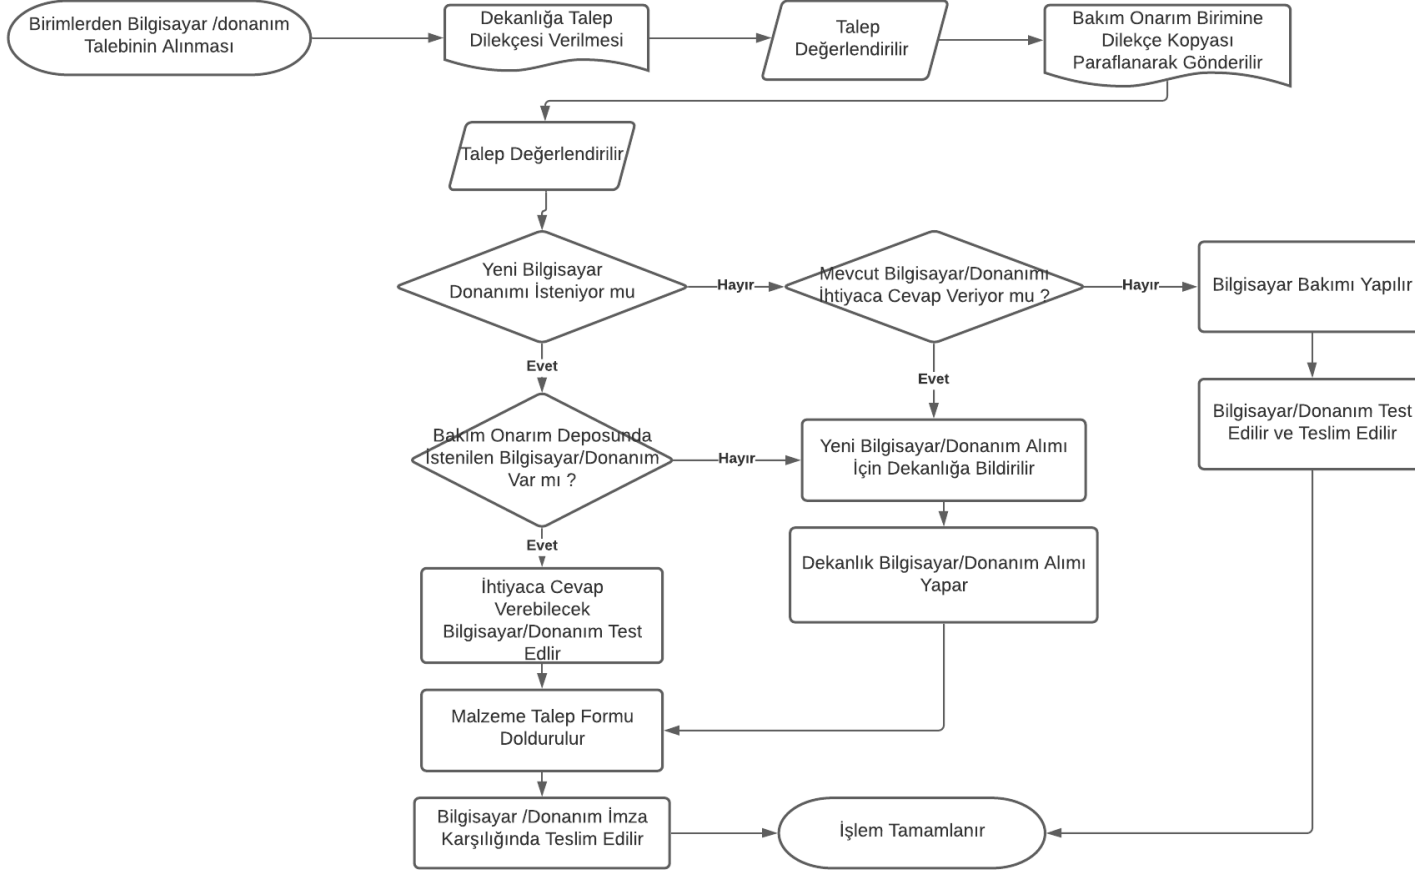 Birimlerden Bilgisayar /donanım
Talebinin Alınması
Dekanlığa Talep
Dilekçesi Verilmesi
Talep
Değerlendirilir
Bakım Onarım Birimine
Dilekçe Kopyası
Paraflanarak Gönderilir
Talep Değerlendirilir
Yeni Bilgisayar
Donanımı İsteniyor mu
Hayır
Mevcut Bilgisayar/Donanımı
İhtiyaca Cevap Veriyor mu ?
Hayır
Bilgisayar Bakımı Yapılır
Evet
Evet
Bilgisayar/Donanım Test
Edilir ve Teslim Edilir
Bakım Onarım Deposunda
İstenilen Bilgisayar/Donanım
Var mı ?
Hayır
Yeni Bilgisayar/Donanım Alımı
İçin Dekanlığa Bildirilir
Evet
Dekanlık Bilgisayar/Donanım Alımı
Yapar
İhtiyaca Cevap
Verebilecek
Bilgisayar/Donanım Test
Edlir
Malzeme Talep Formu
Doldurulur
Bilgisayar /Donanım İmza
Karşılığında Teslim Edilir
İşlem Tamamlanır